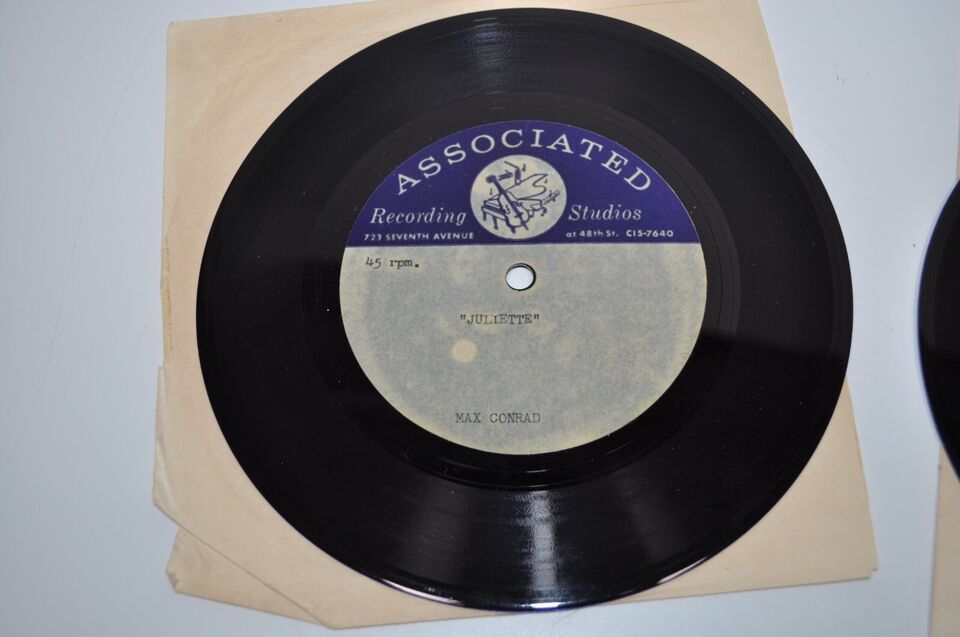 ASSOCIATED
Recording Studios
723 SEVENTH AVENUE at 48th St. CI5-7640
45 rpm.
"JULIETTE"
MAX CONRAD